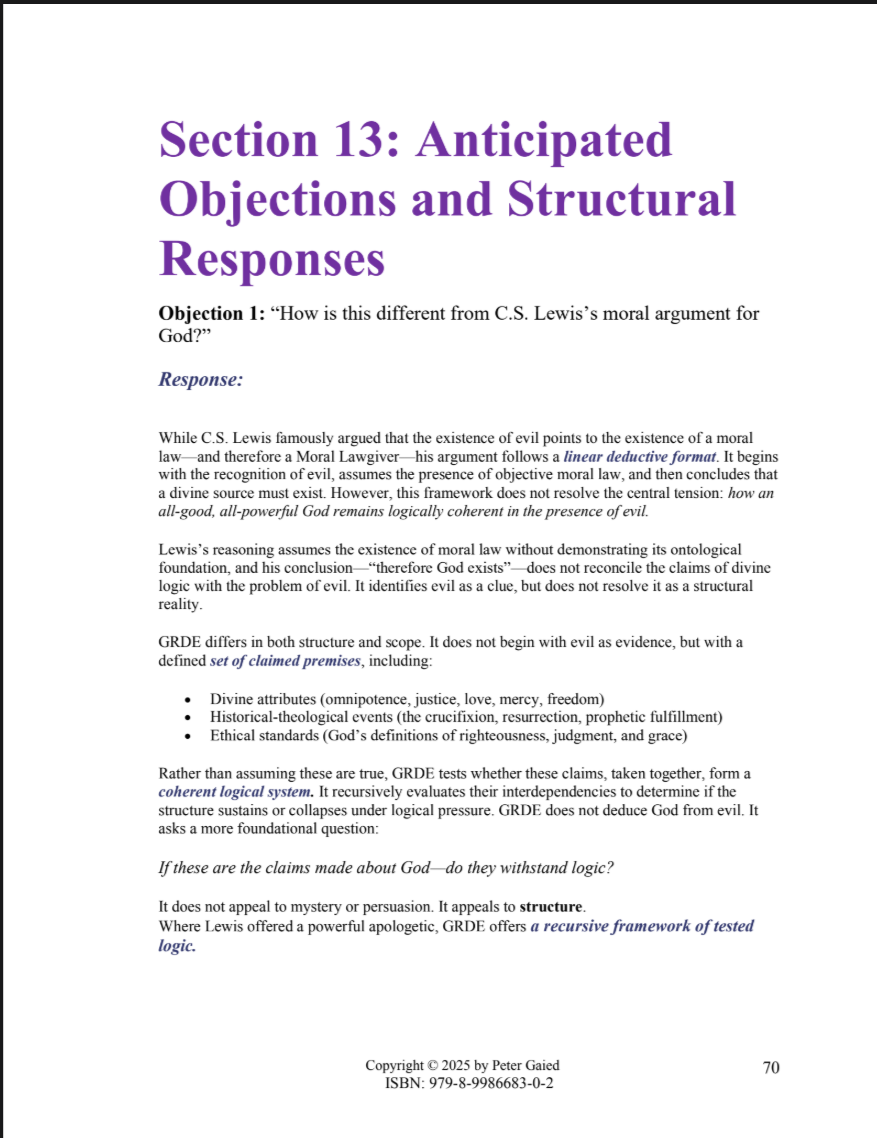 Section 13: Anticipated
Objections and Structural
Responses
Objection 1: “How is this different from C.S. Lewis’s moral argument for
God?”
Response:
While C.S. Lewis famously argued that the existence of evil points to the existence of a moral
law—and therefore a Moral Lawgiver—his argument follows a linear deductive format. It begins
with the recognition of evil, assumes the presence of objective moral law, and then concludes that
a divine source must exist. However, this framework does not resolve the central tension: how an
all-good, all-powerful God remains logically coherent in the presence of evil.
Lewis’s reasoning assumes the existence of moral law without demonstrating its ontological
foundation, and his conclusion—“therefore God exists”—does not reconcile the claims of divine
logic with the problem of evil. It identifies evil as a clue, but does not resolve it as a structural
reality.
GRDE differs in both structure and scope. It does not begin with evil as evidence, but with a
defined set of claimed premises, including:
• Divine attributes (omnipotence, justice, love, mercy, freedom)
• Historical-theological events (the crucifixion, resurrection, prophetic fulfillment)
• Ethical standards (God’s definitions of righteousness, judgment, and grace)
Rather than assuming these are true, GRDE tests whether these claims, taken together, form a
coherent logical system. It recursively evaluates their interdependencies to determine if the
structure sustains or collapses under logical pressure. GRDE does not deduce God from evil. It
asks a more foundational question:
If these are the claims made about God—do they withstand logic?
It does not appeal to mystery or persuasion. It appeals to structure.
Where Lewis offered a powerful apologetic, GRDE offers a recursive framework of tested
logic.
Copyright © 2025 by Peter Gaied
70
ISBN: 979-8-9986683-0-2